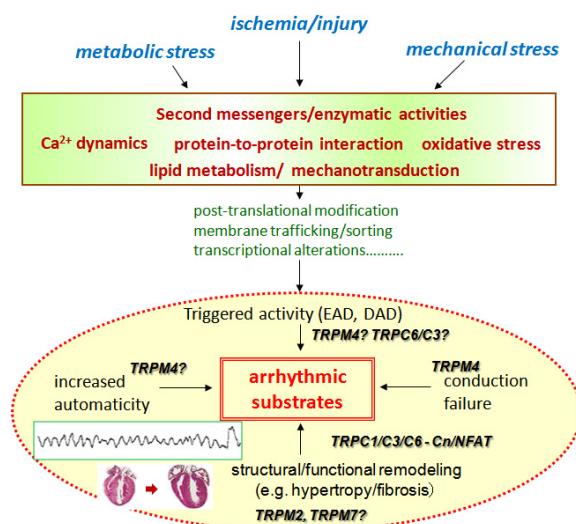 ischemia/injury
metabolic stress
mechanical stress
Second messengers/enzymatic activities
Ca²⁺ dynamics protein-to-protein interaction oxidative stress
lipid metabolism/ mechanotransduction
post-translational modification
membrane trafficking/sorting
transcriptional alterations..........
Triggered activity (EAD, DAD)
TRPM4? TRPC6/C3?
TRPM4?
increased
automaticity
arrhythmic
substrates
TRPM4
conduction
failure
TRPC1/C3/C6 - Cn/NFAT
structural/functional remodeling
(e.g. hypertropy/fibrosis)
TRPM2, TRPM7?